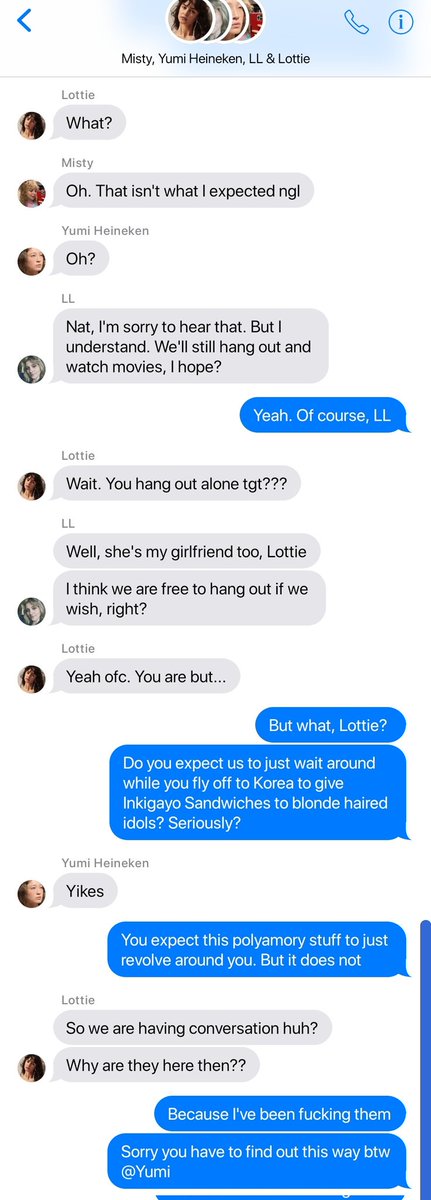 Misty, Yumi Heineken, LL & Lottie
Lottie
What?
Misty
Oh. That isn't what I expected ngl
Yumi Heineken
Oh?
LL
Nat, I'm sorry to hear that. But I
understand. We'll still hang out and
watch movies, I hope?
Yeah. Of course, LL
Lottie
Wait. You hang out alone tgt???
LL
Well, she's my girlfriend too, Lottie
I think we are free to hang out if we
wish, right?
Lottie
Yeah ofc. You are but...
But what, Lottie?
Do you expect us to just wait around
while you fly off to Korea to give
Inkigayo Sandwiches to blonde haired
idols? Seriously?
Yumi Heineken
Yikes
You expect this polyamory stuff to just
revolve around you. But it does not
Lottie
So we are having conversation huh?
Why are they here then??
Because I've been fucking them
Sorry you have to find out this way btw
@Yumi